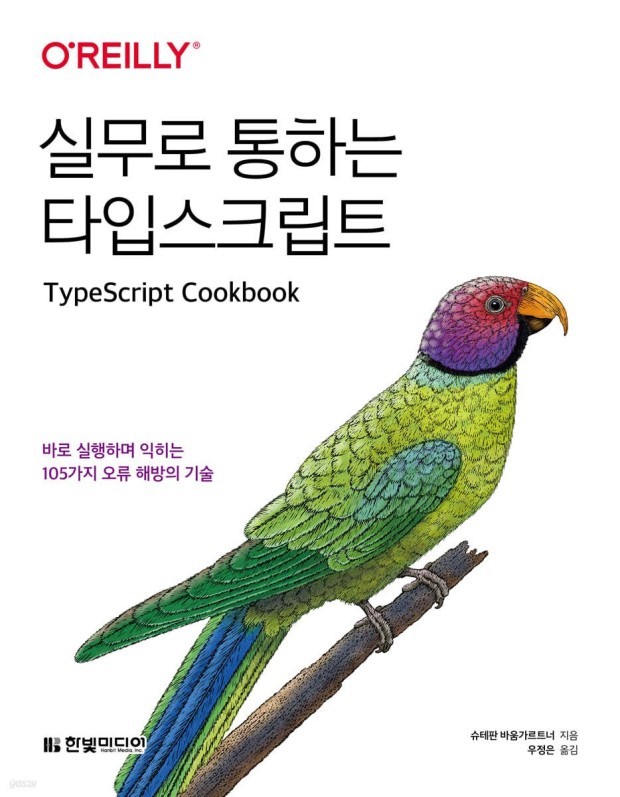 O'REILLY®
실무로 통하는
타입스크립트
TypeScript Cookbook
바로 실행하며 익히는
105가지 오류 해방의 기술
슈테판 바움가르트너 지음
우정은 옮김
한빛미디어
Hanbit Media, Inc.
yes24